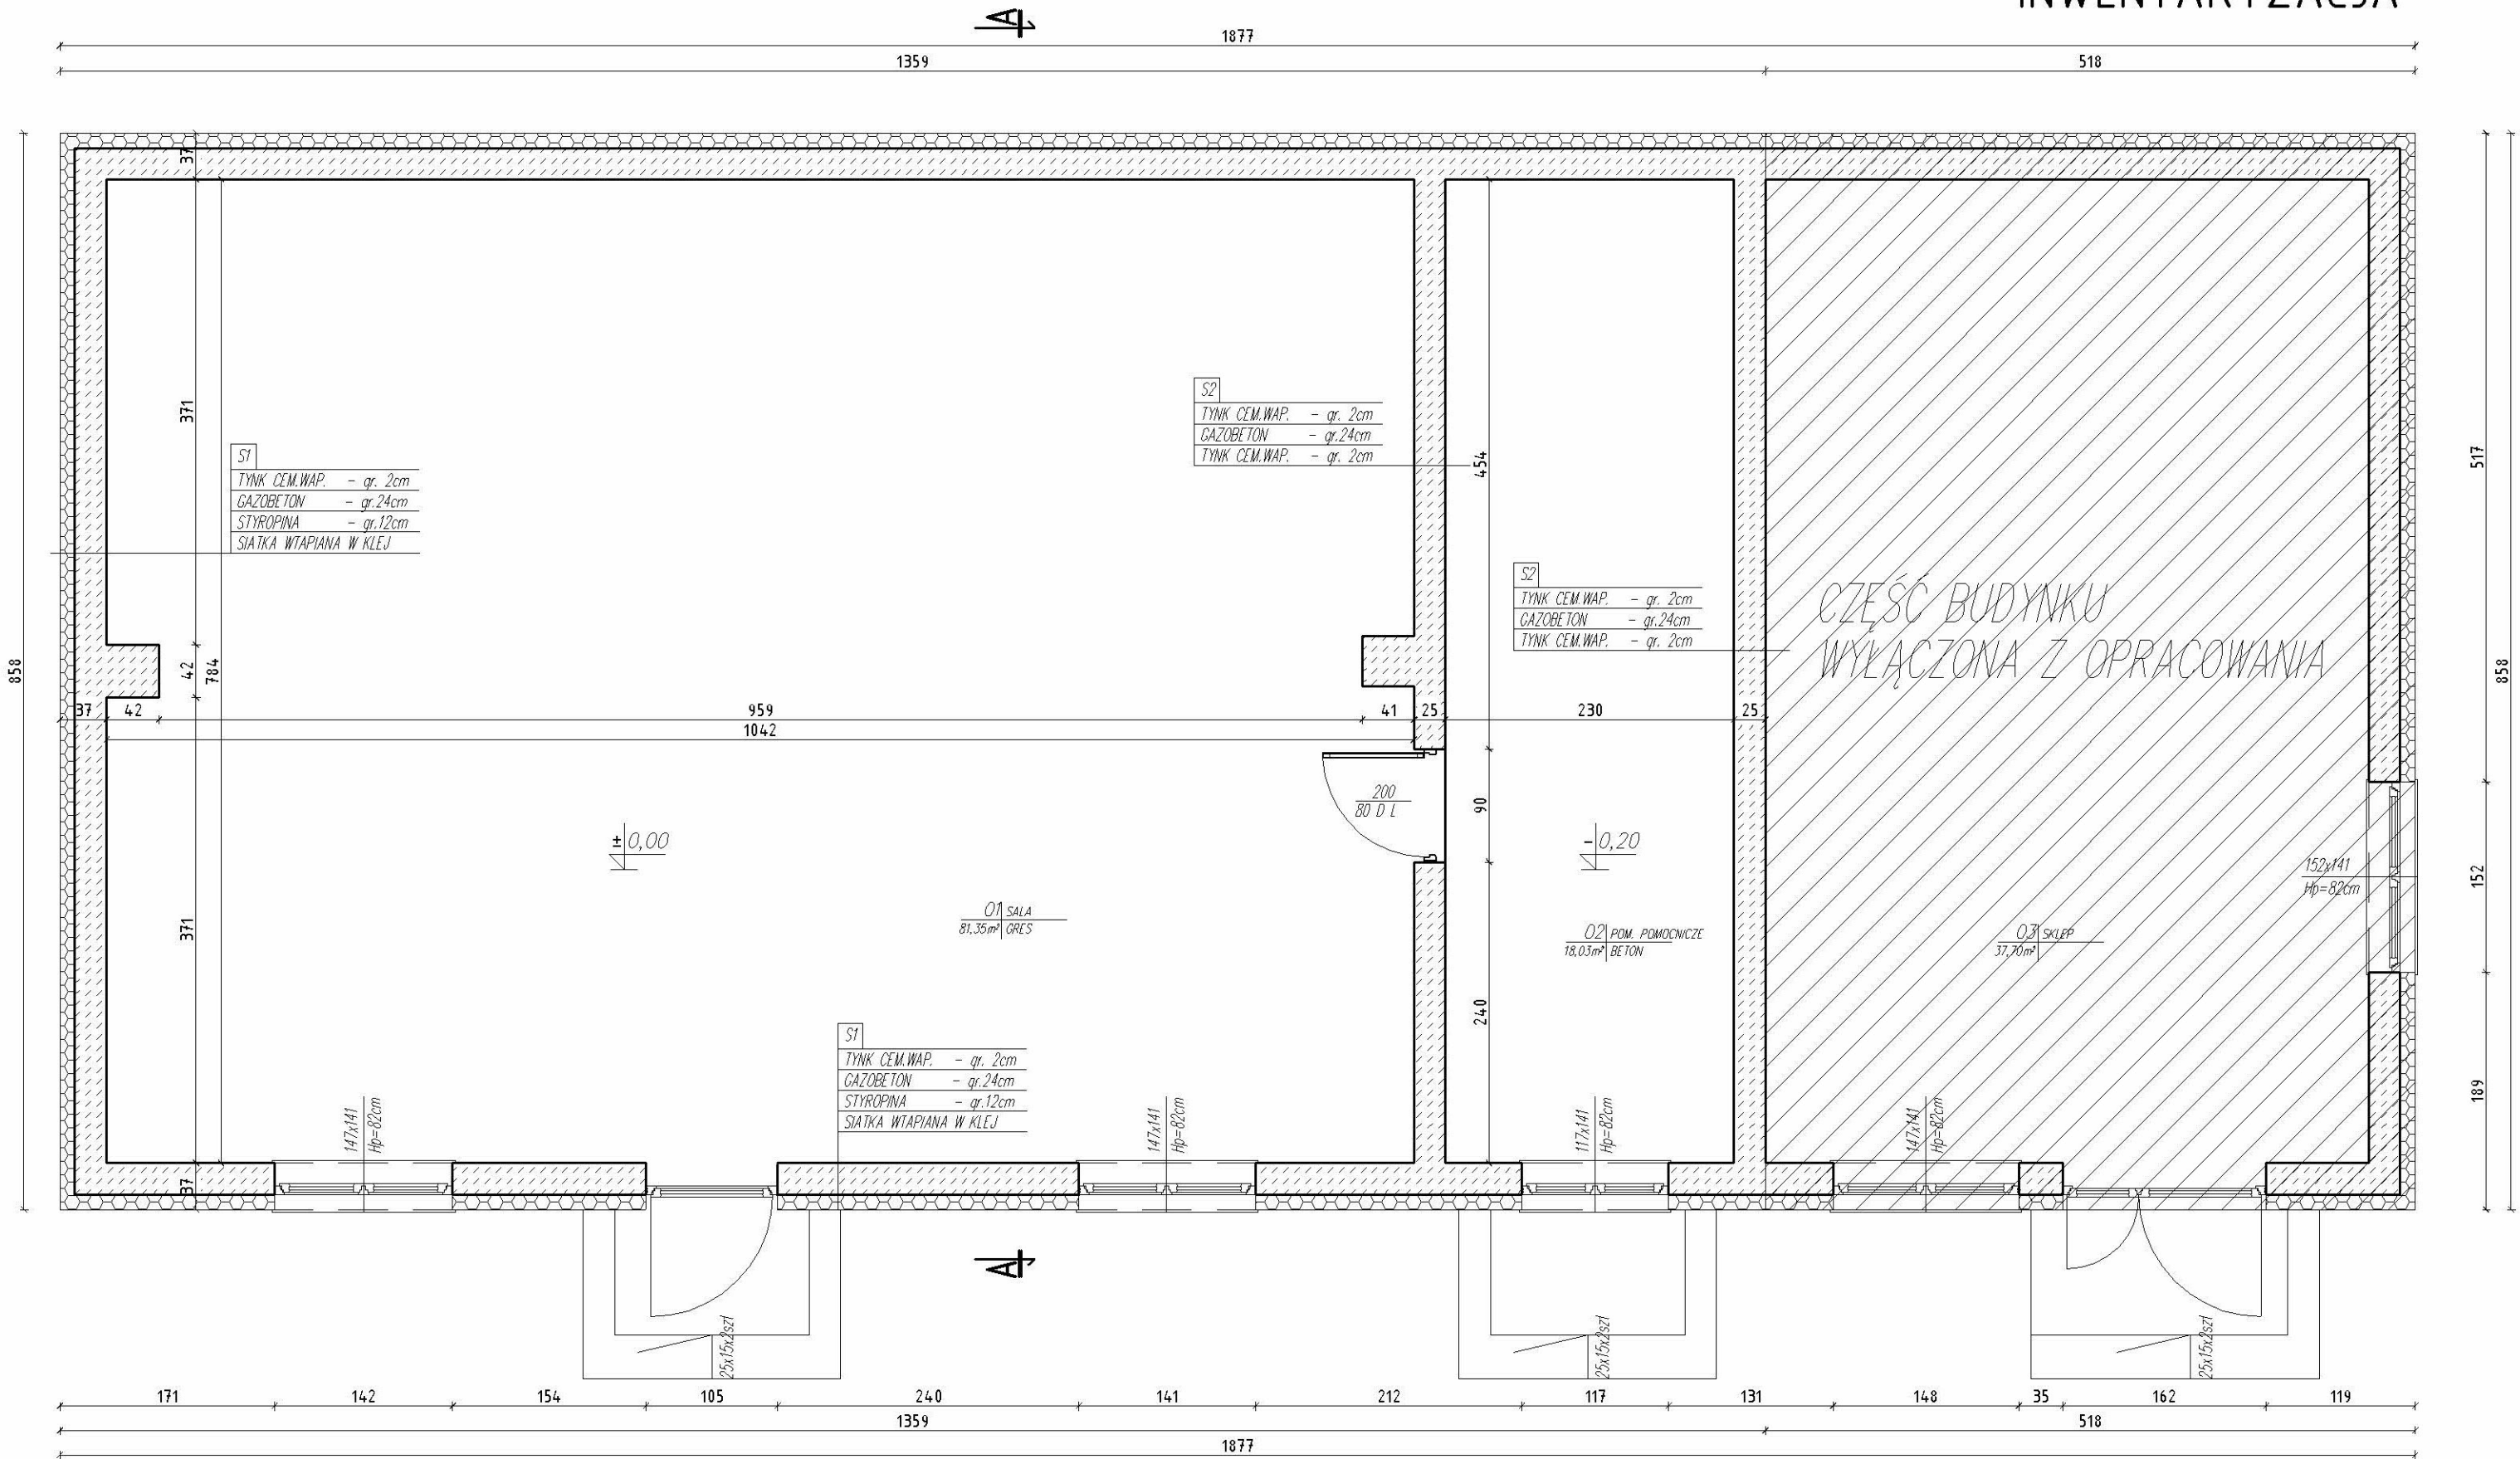 INWENTARYZACJA
A
1877
1359
518
37
371
42
784
371
37
858
S1
TYNK CEM.WAP. - gr. 2cm
GAZOBETON - gr.24cm
STYROPINA - gr.12cm
SIATKA WTAPIANA W KLEJ
S2
TYNK CEM.WAP. - gr. 2cm
GAZOBETON - gr.24cm
TYNK CEM.WAP. - gr. 2cm
454
S2
TYNK CEM.WAP. - gr. 2cm
GAZOBETON - gr.24cm
TYNK CEM.WAP. - gr. 2cm
CZĘŚĆ BUDYNKU
WYŁĄCZONA Z OPRACOWANIA
517
858
152
189
37
42
959
41
25
230
25
1042
200
80 D L
90
240
±0,00
-0,20
01 SALA
81,35m² GRES
02 POM. POMOCNICZE
18,03m² BETON
03 SKLEP
37,70m²
152x141
Hp=82cm
S1
TYNK CEM.WAP. - gr. 2cm
GAZOBETON - gr.24cm
STYROPINA - gr.12cm
SIATKA WTAPIANA W KLEJ
147x141
Hp=82cm
147x141
Hp=82cm
117x141
Hp=82cm
147x141
Hp=82cm
A
25x15x2szt
25x15x2szt
25x15x2szt
171
142
154
105
240
141
212
117
131
148
35
162
119
1359
518
1877